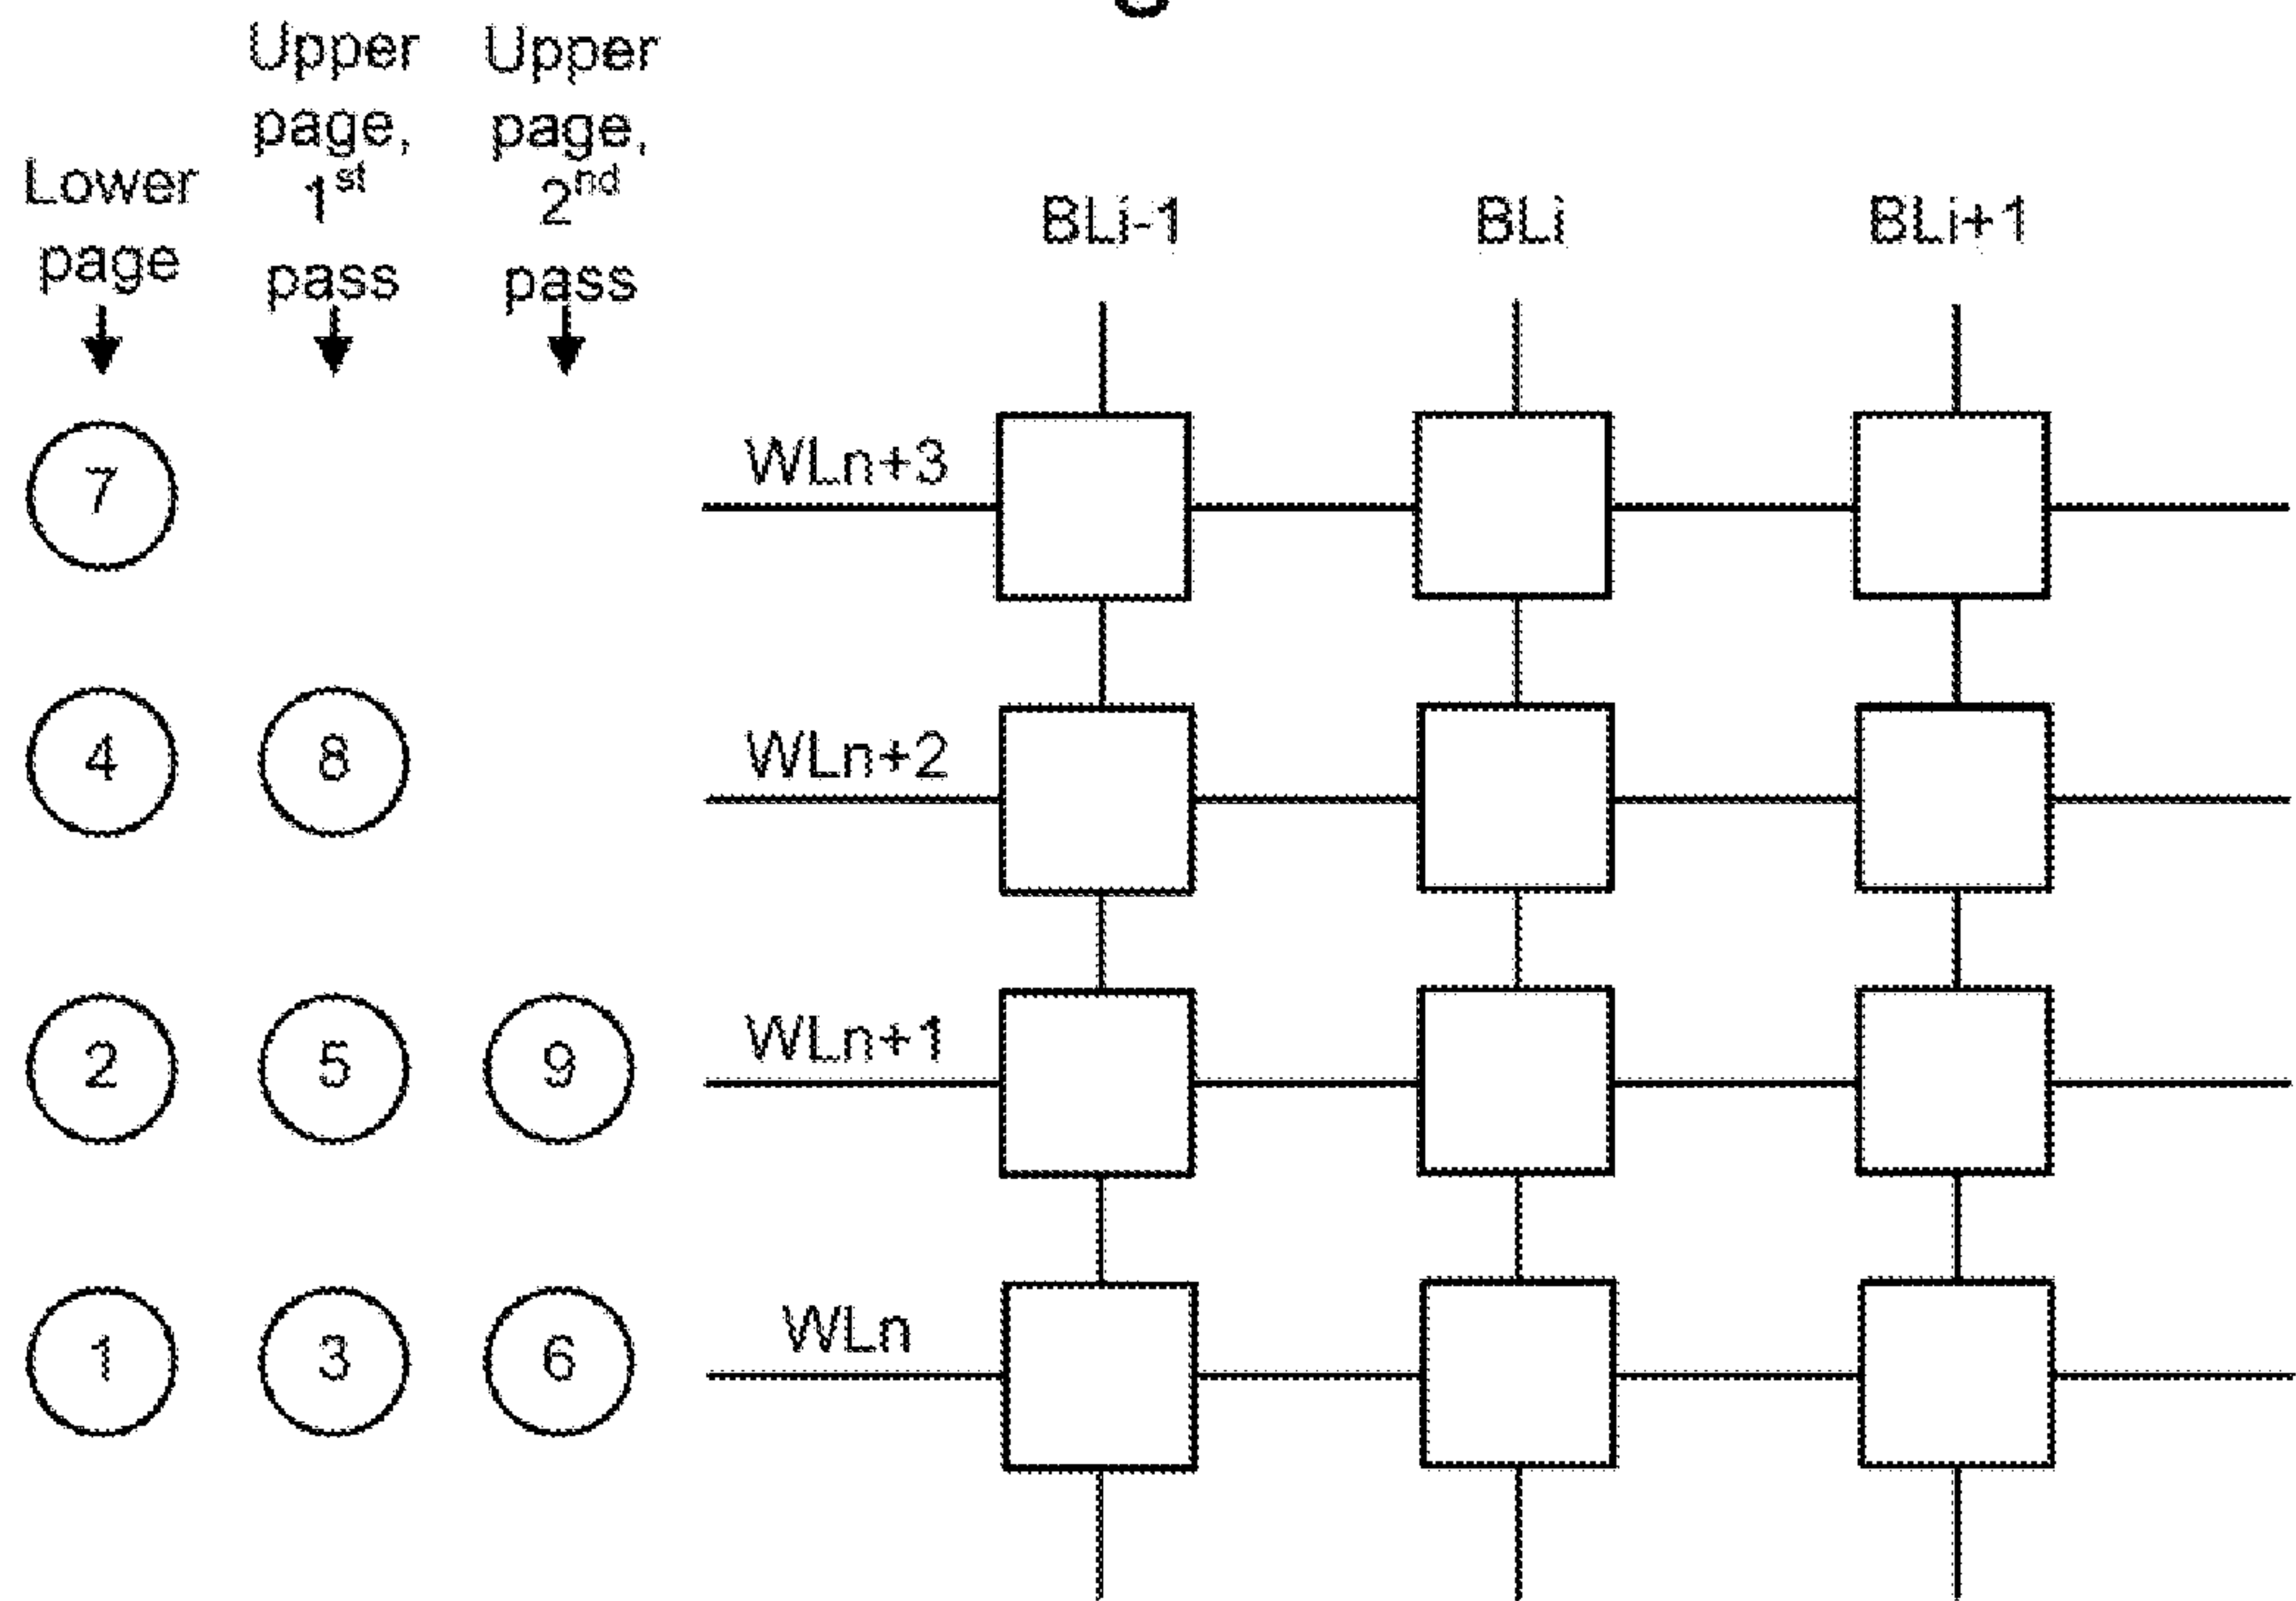 Lower
page
Upper
page,
1st
pass
Upper
page,
2nd
pass
BLi-1
BLi
BLi+1
7
WLn+3
4
8
WLn+2
2
5
9
WLn+1
1
3
6
WLn